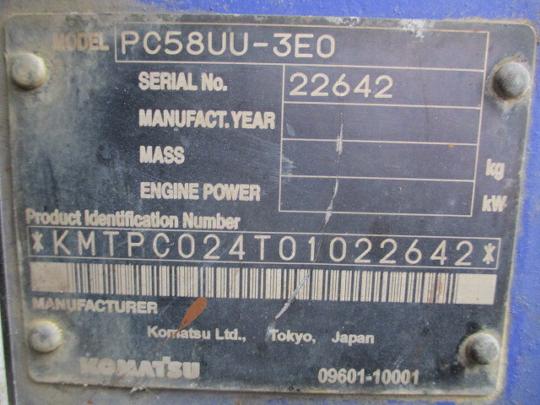 MODEL PC58UU-3E0
SERIAL No. 22642
MANUFACT. YEAR
MASS kg
ENGINE POWER kW
Product Identification Number
*KMTPC024T01022642*
MANUFACTURER
Komatsu Ltd., Tokyo, Japan
KOMATSU 09601-10001